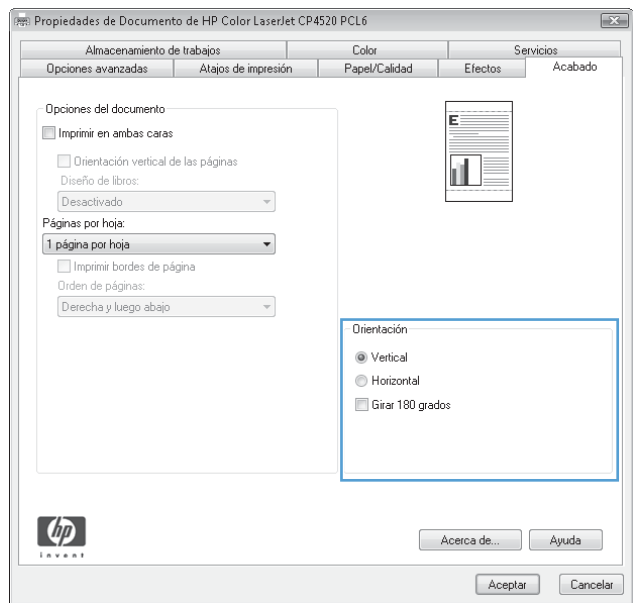 Propiedades de Documento de HP Color LaserJet CP4520 PCL6
Almacenamiento de trabajos
Color
Servicios
Opciones avanzadas
Atajos de impresión
Papel/Calidad
Efectos
Acabado
Opciones del documento
Imprimir en ambas caras
Orientación vertical de las páginas
Diseño de libros:
Desactivado
Páginas por hoja:
1 página por hoja
Imprimir bordes de página
Orden de páginas:
Derecha y luego abajo
E
Orientación
Vertical
Horizontal
Girar 180 grados
hp
invent
Acerca de...
Ayuda
Aceptar
Cancelar